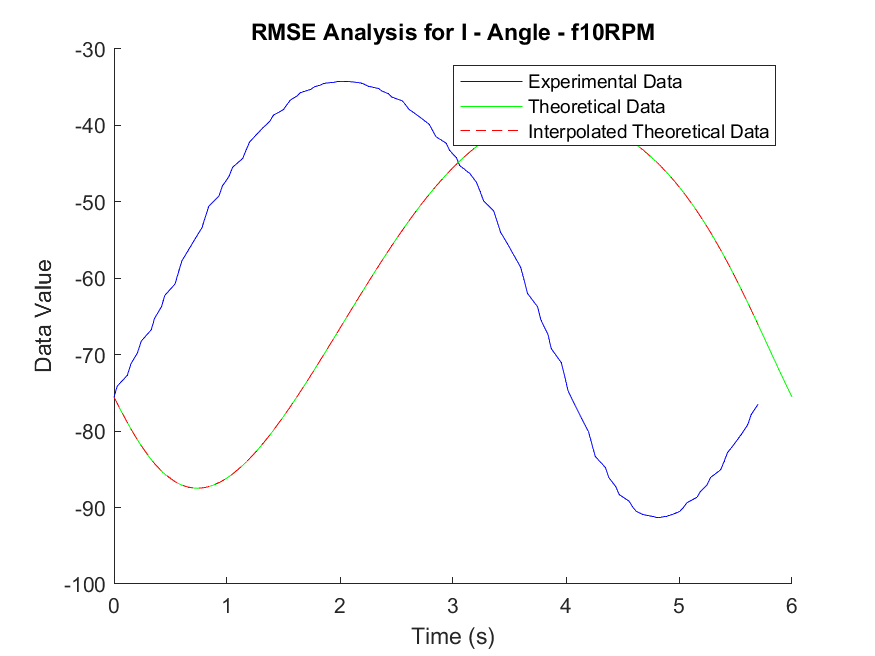 RMSE Analysis for I - Angle - f10RPM
Experimental Data
Theoretical Data
Interpolated Theoretical Data
Data Value
-30
-40
-50
-60
-70
-80
-90
-100
0 1 2 3 4 5 6
Time (s)